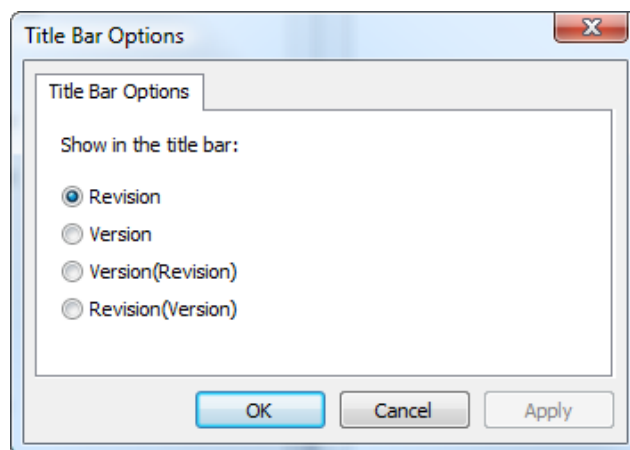 Title Bar Options
Title Bar Options
Show in the title bar:
Revision
Version
Version(Revision)
Revision(Version)
OK Cancel Apply